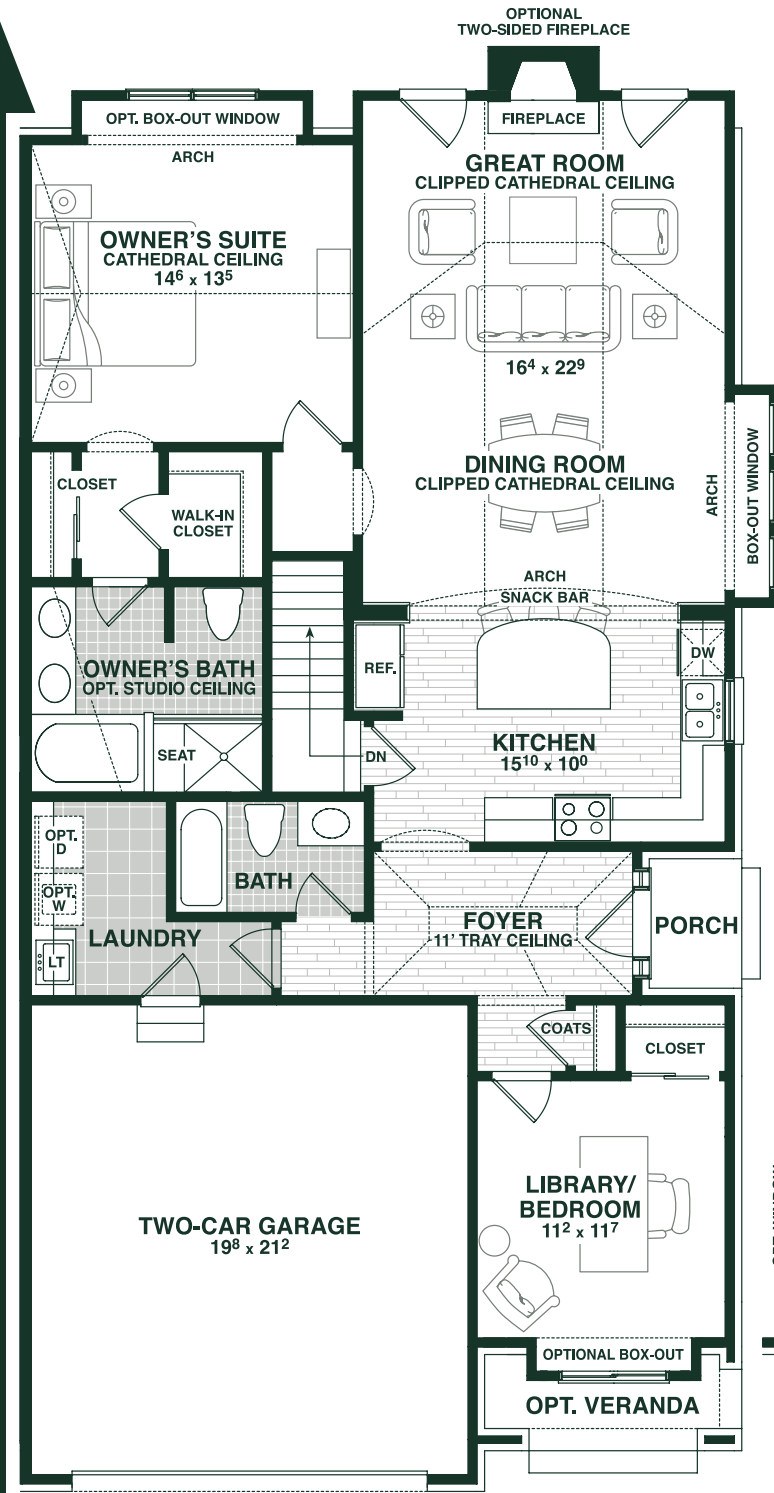 OPTIONAL
TWO-SIDED FIREPLACE
OPT. BOX-OUT WINDOW
ARCH
FIREPLACE
GREAT ROOM
CLIPPED CATHEDRAL CEILING
OWNER'S SUITE
CATHEDRAL CEILING
14⁶ x 13⁵
16⁴ x 22⁹
DINING ROOM
CLIPPED CATHEDRAL CEILING
ARCH
BOX-OUT WINDOW
CLOSET
WALK-IN
CLOSET
ARCH
SNACK BAR
OWNER'S BATH
OPT. STUDIO CEILING
REF.
DW
SEAT
DN
KITCHEN
15¹⁰ x 10⁰
OPT.
D
OPT.
W
LT
BATH
LAUNDRY
FOYER
11' TRAY CEILING
PORCH
COATS
CLOSET
LIBRARY/
BEDROOM
11² x 11⁷
TWO-CAR GARAGE
19⁸ x 21²
OPTIONAL BOX-OUT
OPT. VERANDA